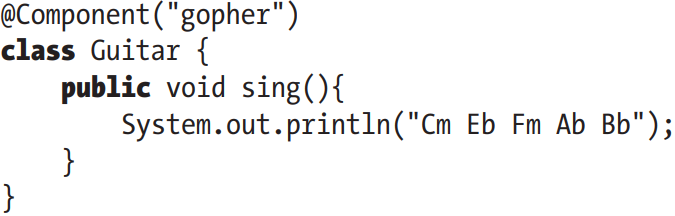 @Component("gopher")
class Guitar {
    public void sing(){
        System.out.println("Cm Eb Fm Ab Bb");
    }
}